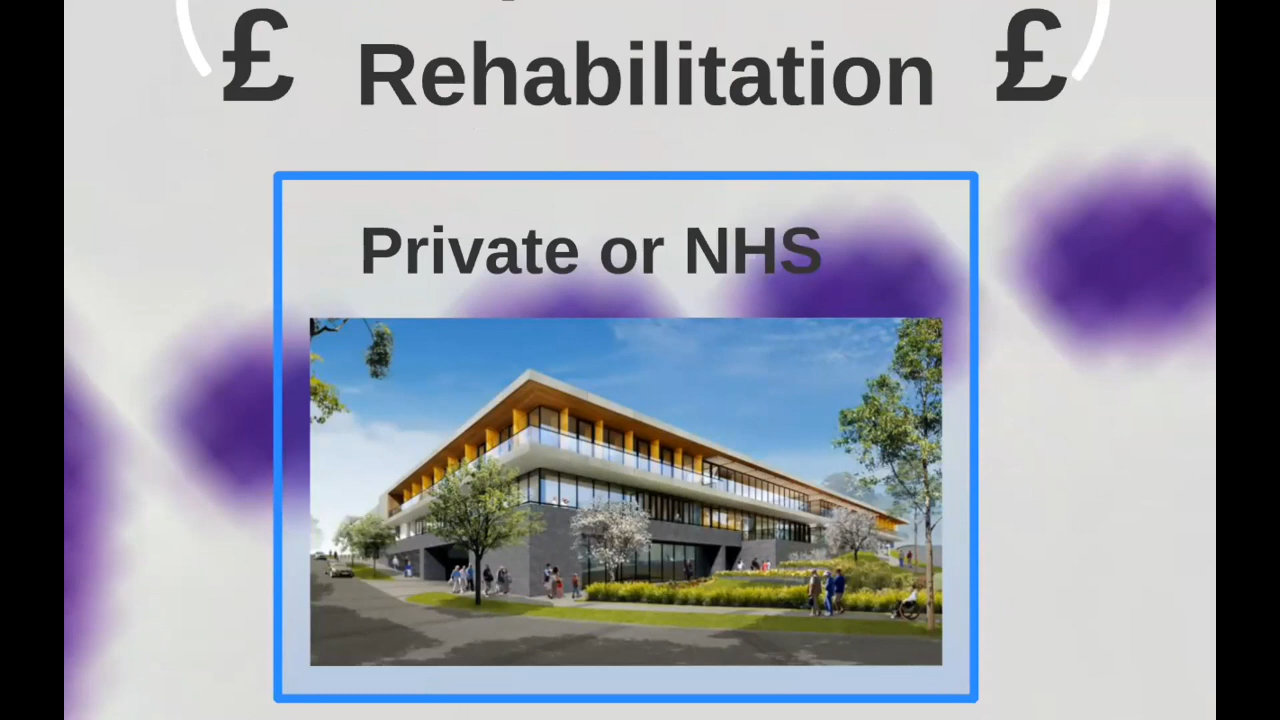 £ Rehabilitation £
Private or NHS